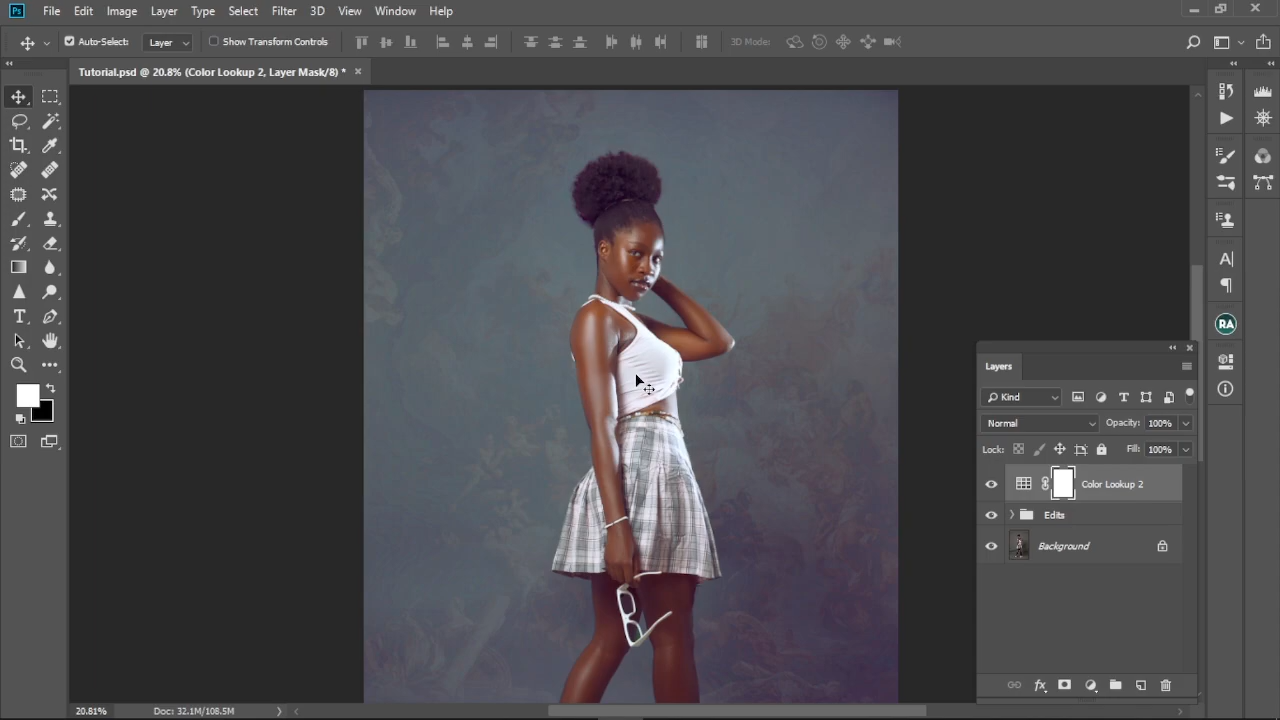 Ps File Edit Image Layer Type Select Filter 3D View Window Help
Auto-Select: Layer Show Transform Controls 3D Mode:
Tutorial.psd @ 20.8% (Color Lookup 2, Layer Mask/8) *
RA
Layers
Kind
Normal Opacity: 100%
Lock: Fill: 100%
Color Lookup 2
Edits
Background
fx
20.81% Doc: 32.1M/108.5M